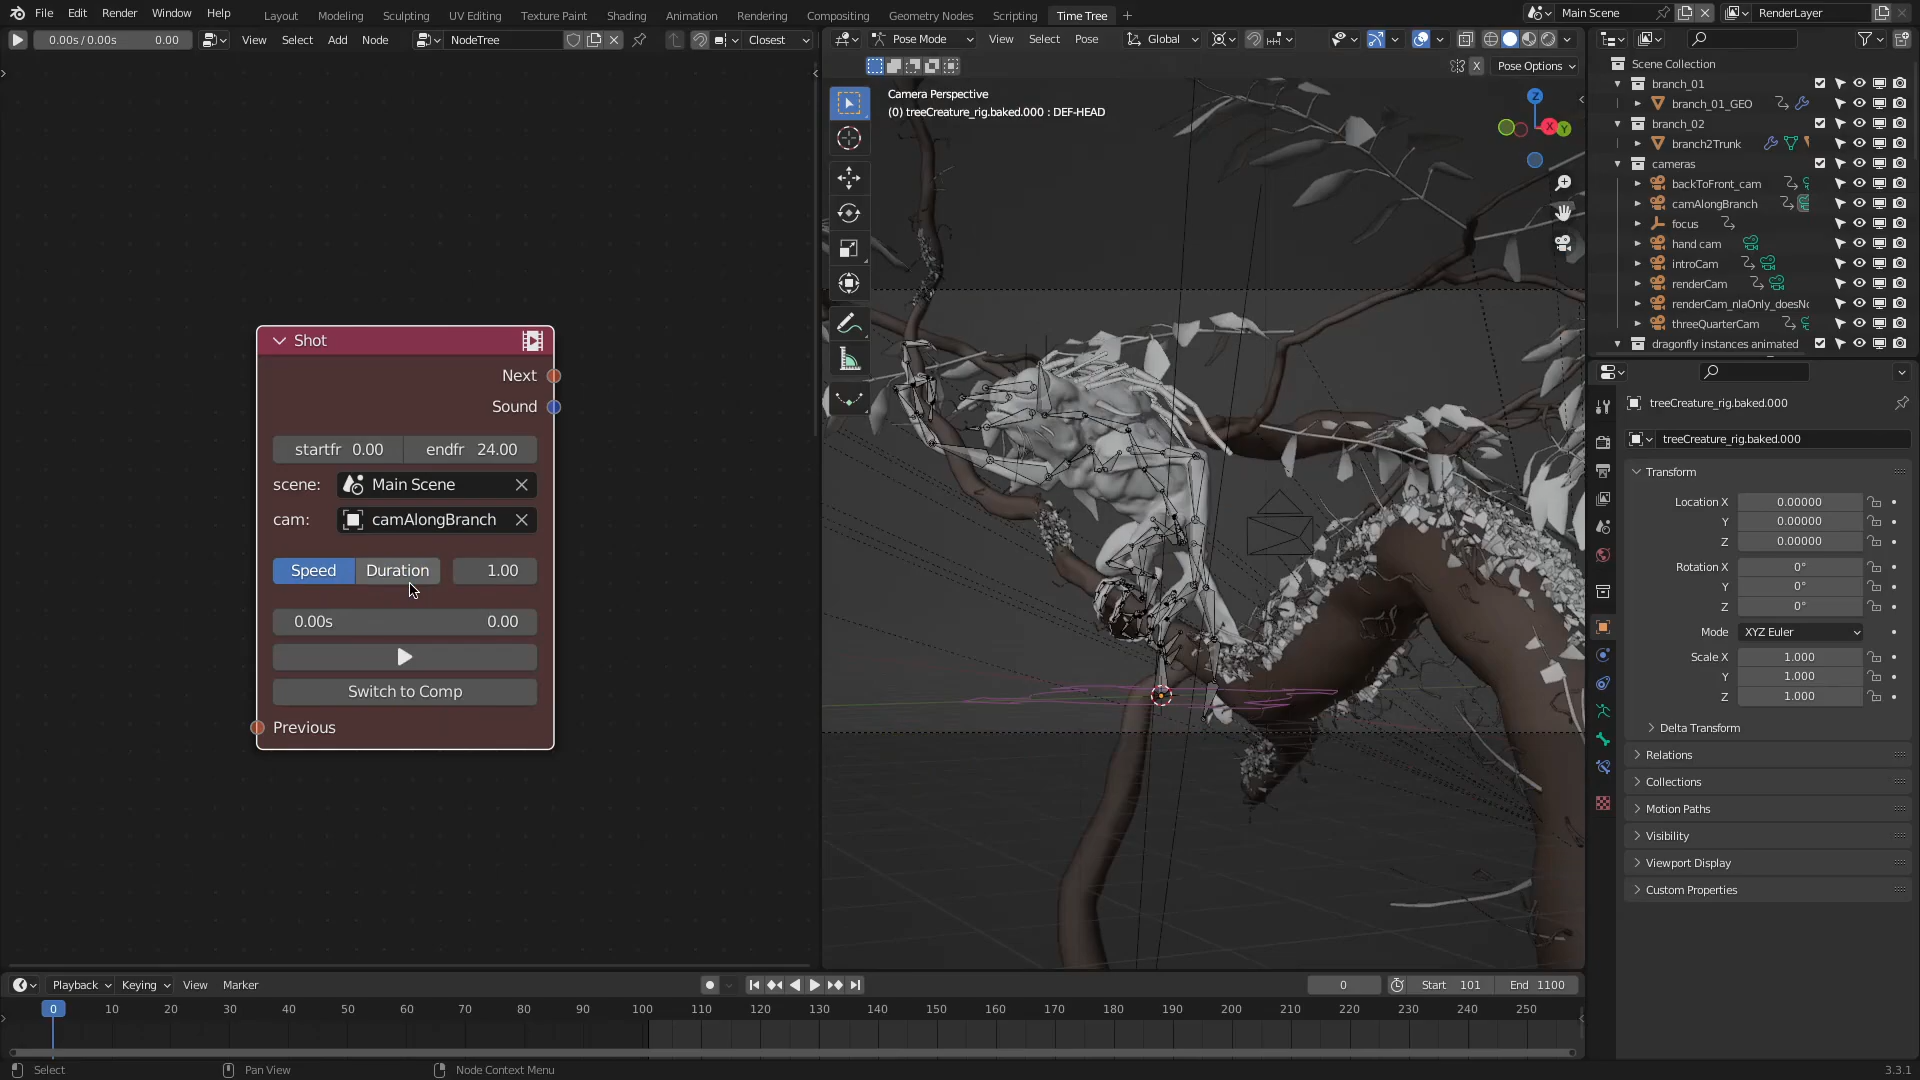 File Edit Render Window Help Layout Modeling Sculpting UV Editing Texture Paint Shading Animation Rendering Compositing Geometry Nodes Scripting Time Tree Main Scene RenderLayer
0.00s / 0.00s 0.00 View Select Add Node NodeTree Closest
Pose Mode View Select Pose Global
X Pose Options
Camera Perspective
(0) treeCreature_rig.baked.000 : DEF-HEAD
Z
X
Y
Shot
Next
Sound
startfr 0.00 endfr 24.00
scene: Main Scene
cam: camAlongBranch
Speed Duration 1.00
0.00s 0.00
Switch to Comp
Previous
Scene Collection
branch_01
branch_01_GEO
branch_02
branch2Trunk
cameras
backToFront_cam
camAlongBranch
focus
hand cam
introCam
renderCam
renderCam_nlaOnly_doesNo
threeQuarterCam
dragonfly instances animated
treeCreature_rig.baked.000
treeCreature_rig.baked.000
Transform
Location X 0.00000
Y 0.00000
Z 0.00000
Rotation X 0°
Y 0°
Z 0°
Mode XYZ Euler
Scale X 1.000
Y 1.000
Z 1.000
Delta Transform
Relations
Collections
Motion Paths
Visibility
Viewport Display
Custom Properties
Playback Keying View Marker 0 Start 101 End 1100
0 10 20 30 40 50 60 70 80 90 100 110 120 130 140 150 160 170 180 190 200 210 220 230 240 250
Select Pan View Node Context Menu 3.3.1